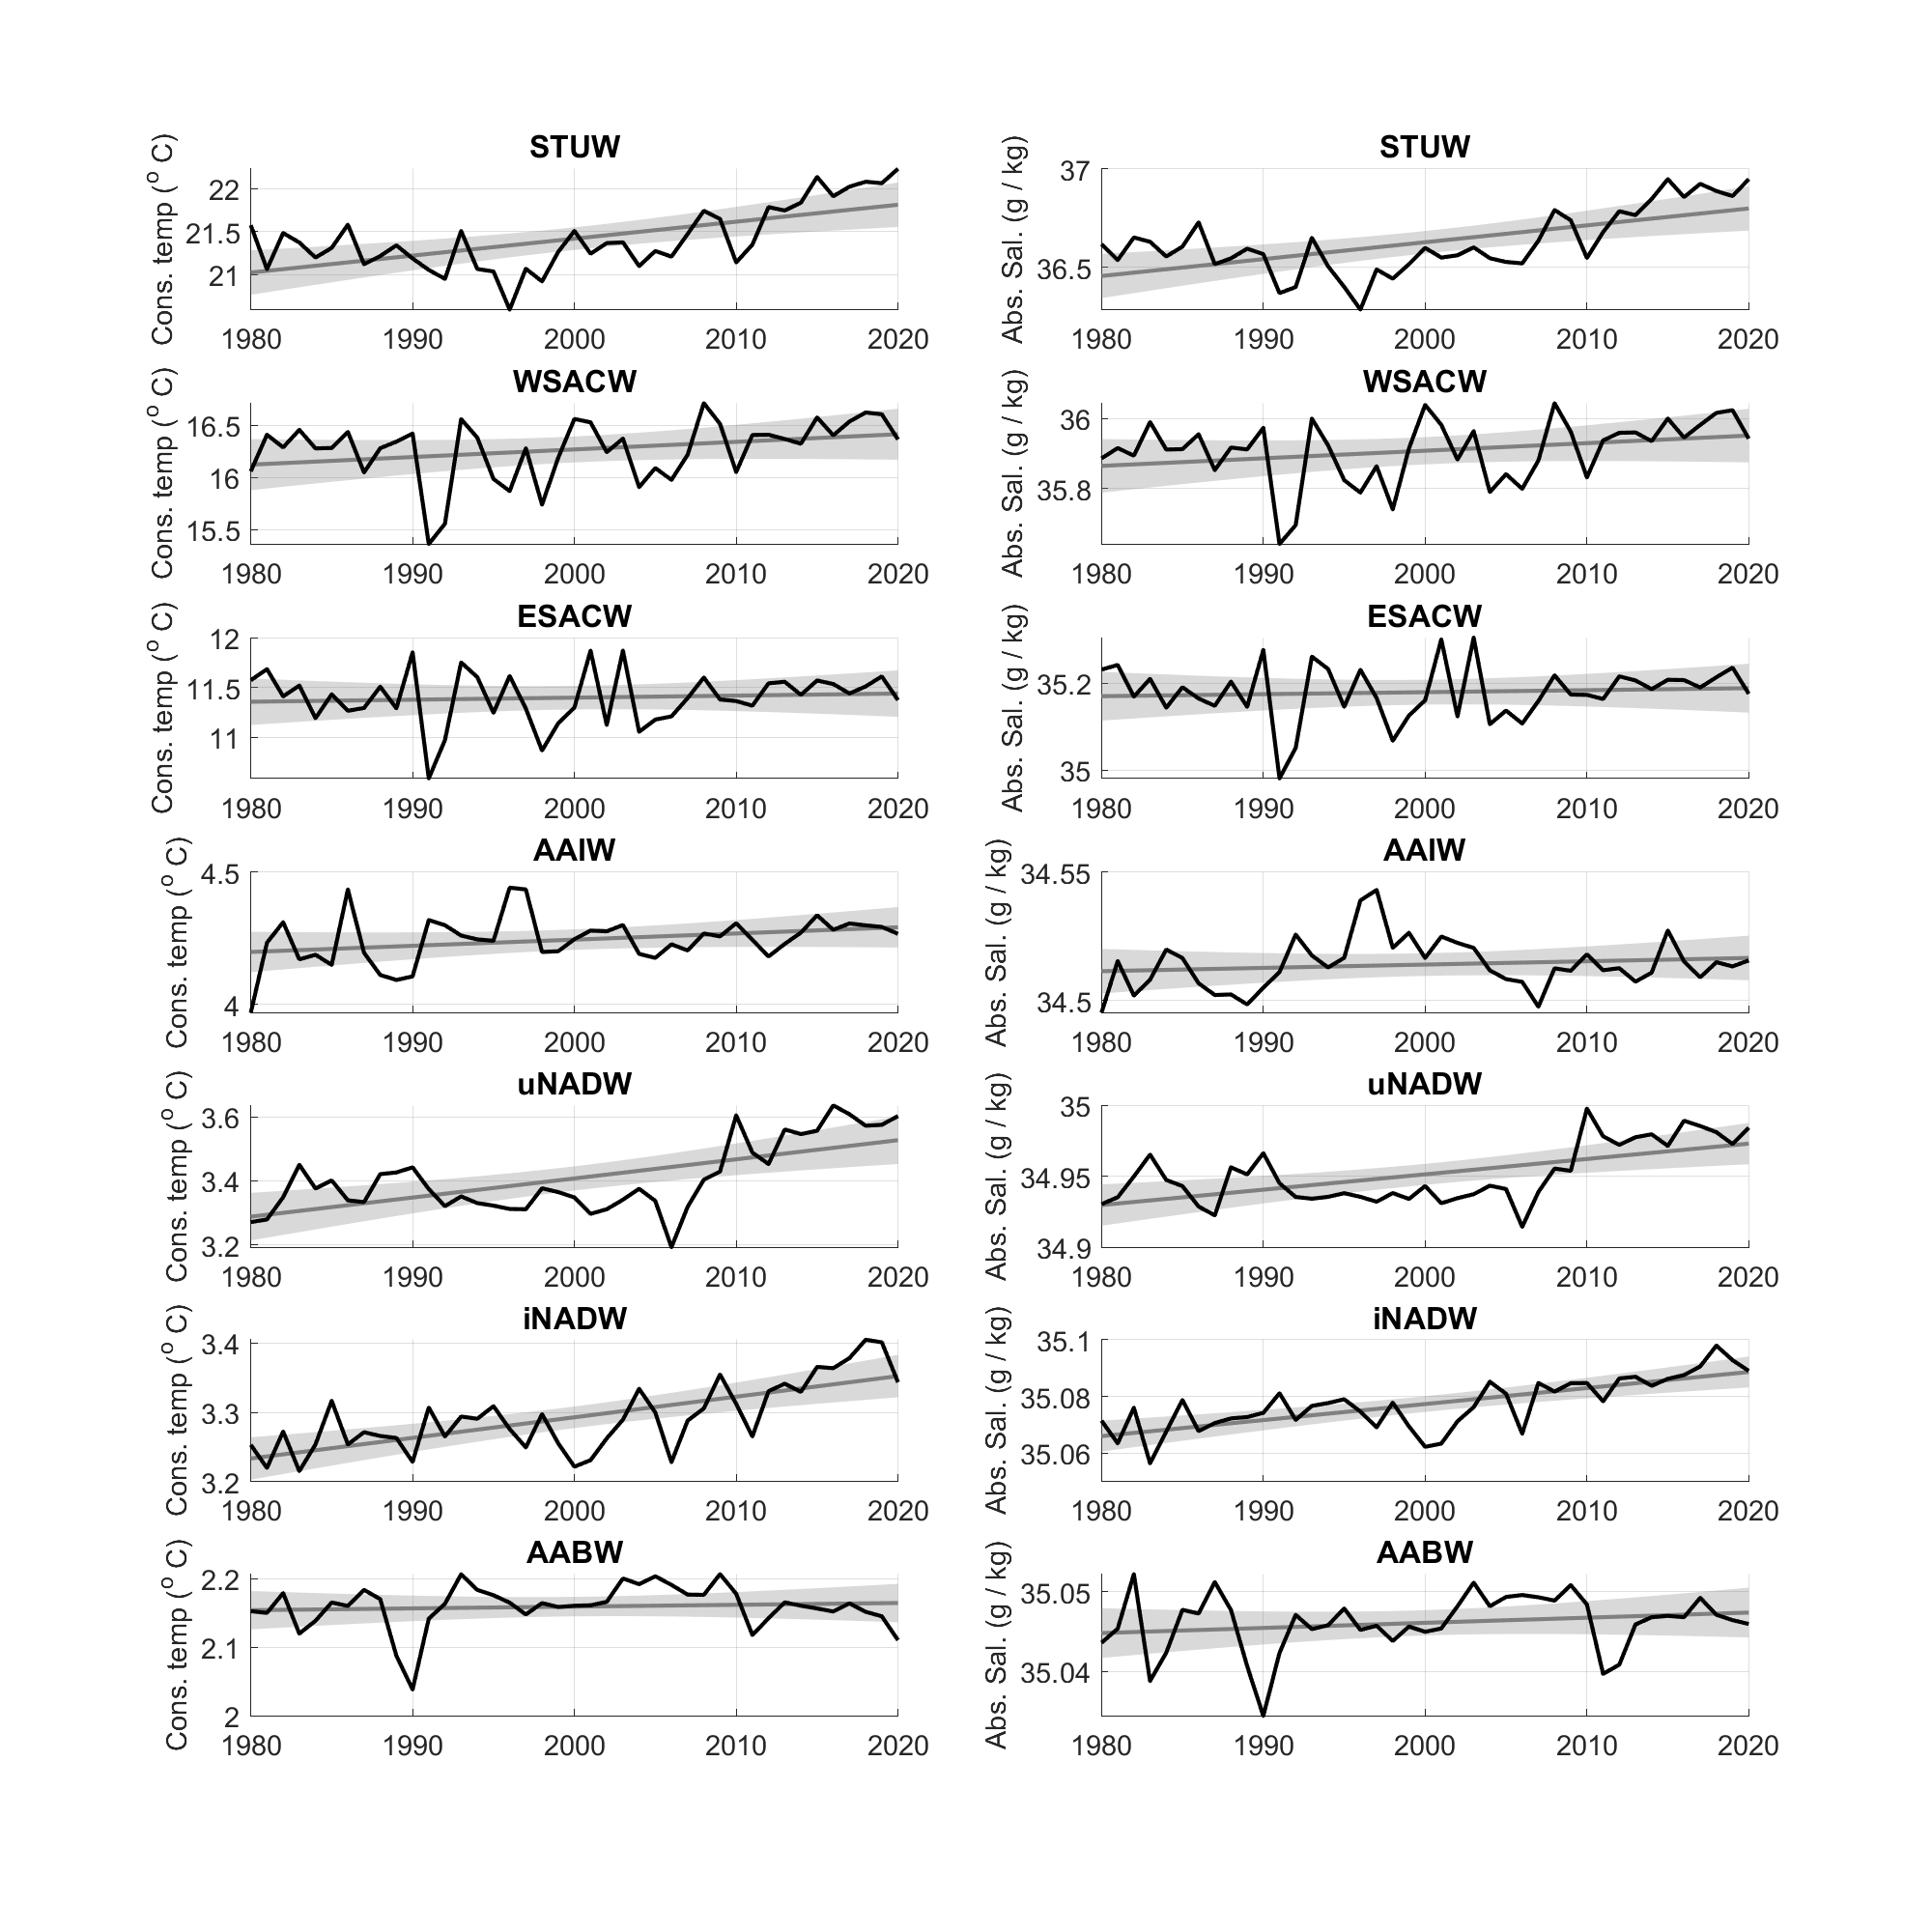 STUW
Cons. temp (° C)
22
21.5
21
1980 1990 2000 2010 2020
STUW
Abs. Sal. (g / kg)
37
36.5
1980 1990 2000 2010 2020
WSACW
Cons. temp (° C)
16.5
16
15.5
1980 1990 2000 2010 2020
WSACW
Abs. Sal. (g / kg)
36
35.8
1980 1990 2000 2010 2020
ESACW
Cons. temp (° C)
12
11.5
11
1980 1990 2000 2010 2020
ESACW
Abs. Sal. (g / kg)
35.2
35
1980 1990 2000 2010 2020
AAIW
Cons. temp (° C)
4.5
4
1980 1990 2000 2010 2020
AAIW
Abs. Sal. (g / kg)
34.55
34.5
1980 1990 2000 2010 2020
uNADW
Cons. temp (° C)
3.6
3.4
3.2
1980 1990 2000 2010 2020
uNADW
Abs. Sal. (g / kg)
35
34.95
34.9
1980 1990 2000 2010 2020
iNADW
Cons. temp (° C)
3.4
3.3
3.2
1980 1990 2000 2010 2020
iNADW
Abs. Sal. (g / kg)
35.1
35.08
35.06
1980 1990 2000 2010 2020
AABW
Cons. temp (° C)
2.2
2.1
2
1980 1990 2000 2010 2020
AABW
Abs. Sal. (g / kg)
35.05
35.04
1980 1990 2000 2010 2020